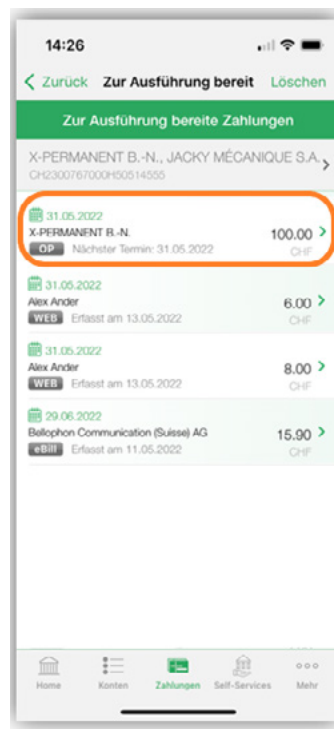 14:26
Zurück Zur Ausführung bereit Löschen
Zur Ausführung bereite Zahlungen
X-PERMANENT B.-N., JACKY MÉCANIQUE S.A.
CH2300767000H50514555
31.05.2022
X-PERMANENT B.-N. 100.00
OP Nächster Termin: 31.05.2022 CHF
31.05.2022
Alex Ander 6.00
WEB Erfasst am 13.05.2022 CHF
31.05.2022
Alex Ander 8.00
WEB Erfasst am 13.05.2022 CHF
29.06.2022
Bellophon Communication (Suisse) AG 15.90
eBill Erfasst am 11.05.2022 CHF
Home Konten Zahlungen Self-Services Mehr